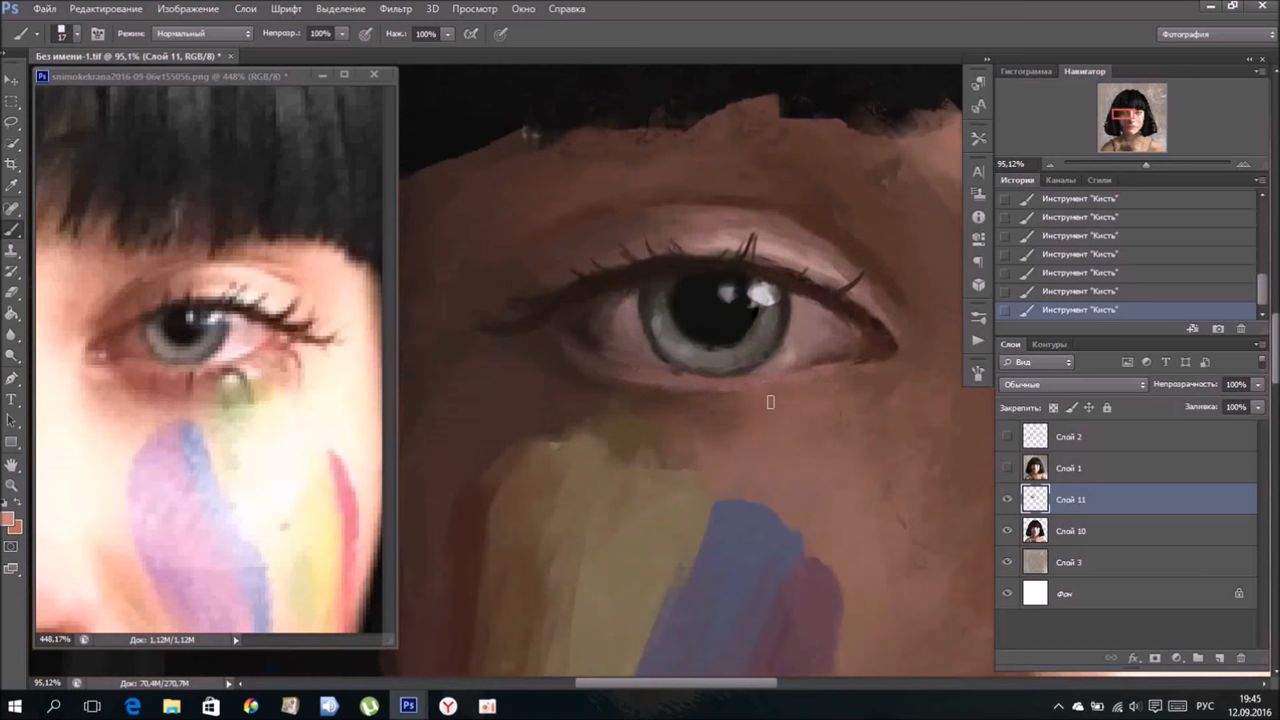 Ps Файл Редактирование Изображение Слои Шрифт Выделение Фильтр 3D Просмотр Окно Справка
17 Режим: Нормальный Непрозр.: 100% Наж.: 100% Фотография
Без имени-1.tif @ 95,1% (Слой 11, RGB/8) *
snimokekrana2016-09-06v155056.png @ 448% (RGB/8) *
Гистограмма Навигатор
95,12%
История Каналы Стили
Инструмент "Кисть"
Инструмент "Кисть"
Инструмент "Кисть"
Инструмент "Кисть"
Инструмент "Кисть"
Инструмент "Кисть"
Инструмент "Кисть"
Слои Контуры
Вид
Обычные Непрозрачность: 100%
Закрепить: Заливка: 100%
Слой 2
Слой 1
Слой 11
Слой 10
Слой 3
Фон
448,17% Док: 1,12M/1,12M
95,12% Док: 70,4M/270,7M
РУС
19:45
12.09.2016